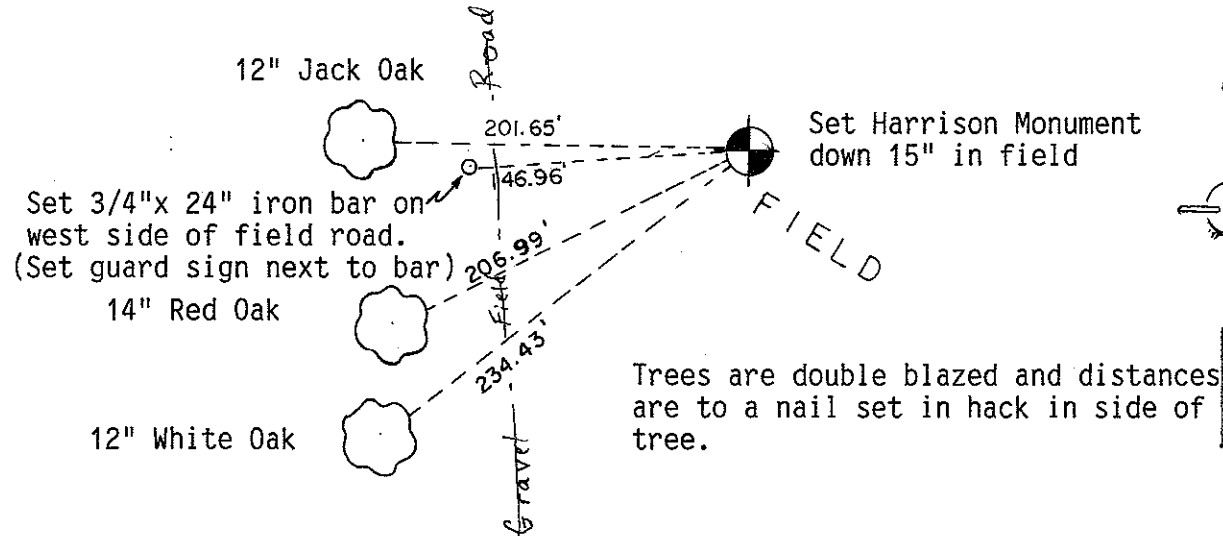 Road
12" Jack Oak
201.65'
Set Harrison Monument
down 15" in field
146.96'
Set 3/4"x 24" iron bar on
west side of field road.
(Set guard sign next to bar)
FIELD
206.99'
14" Red Oak
Field
234.43'
Trees are double blazed and distances
are to a nail set in hack in side of
tree.
12" White Oak
Gravel